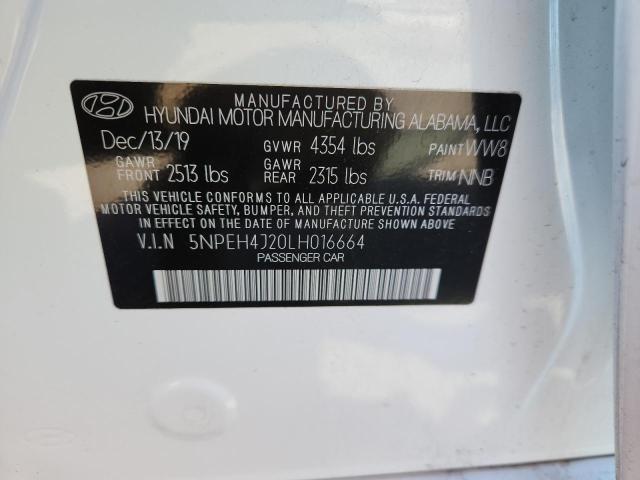 MANUFACTURED BY
HYUNDAI MOTOR MANUFACTURING ALABAMA, LLC
Dec/13/19 GVWR 4354 lbs PAINT WW8
GAWR FRONT 2513 lbs GAWR REAR 2315 lbs TRIM NNB
THIS VEHICLE CONFORMS TO ALL APPLICABLE U.S.A. FEDERAL
MOTOR VEHICLE SAFETY, BUMPER, AND THEFT PREVENTION STANDARDS
IN EFFECT ON THE DATE OF MANUFACTURE SHOWN ABOVE
V.I.N 5NPEH4J20LH016664
PASSENGER CAR